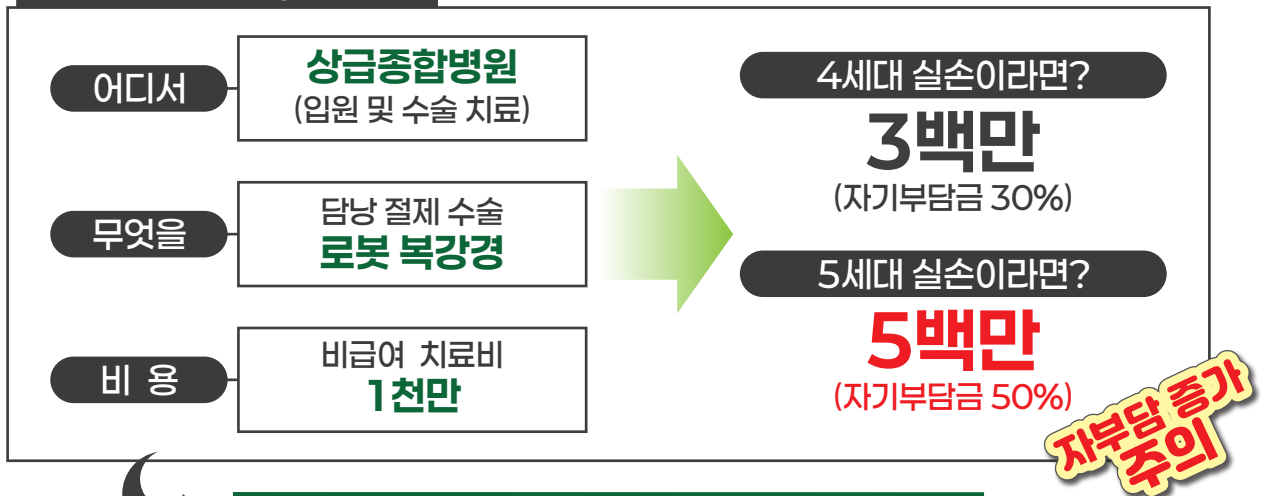 어디서
상급종합병원
(입원 및 수술 치료)
무엇을
담낭 절제 수술
로봇 복강경
비 용
비급여 치료비
1천만
4세대 실손이라면?
3백만
(자기부담금 30%)
5세대 실손이라면?
5백만
(자기부담금 50%)
자부담 증가
주의